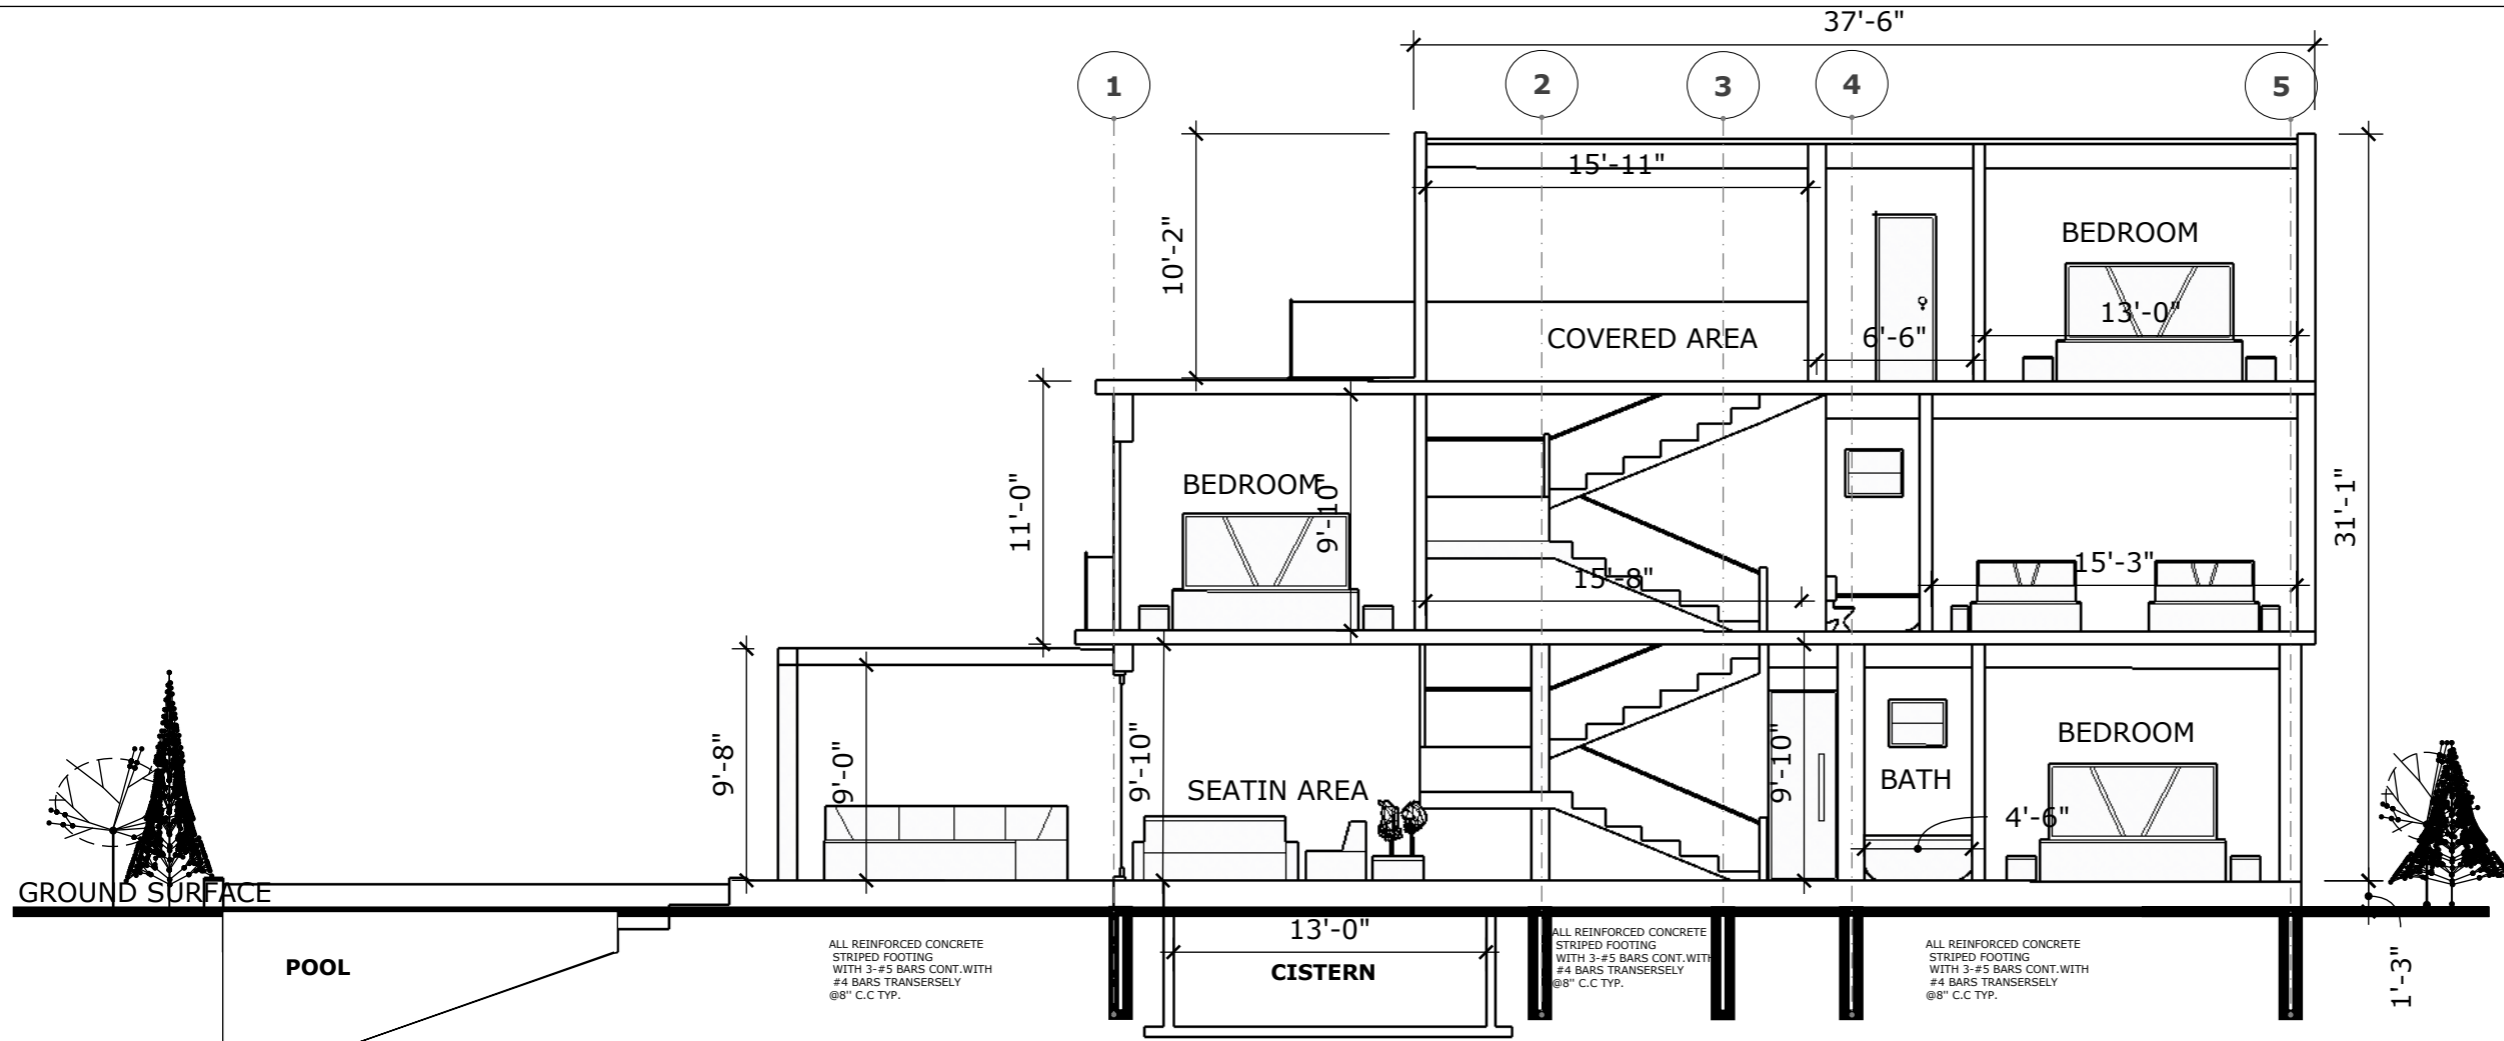 37'-6"
1
2
3
4
5
15'-11"
10'-2"
BEDROOM
13'-0"
COVERED AREA
6'-6"
31'-1"
11'-0"
BEDROOM
9'-10"
15'-8"
15'-3"
9'-8"
9'-0"
9'-10"
SEATIN AREA
9'-10"
BATH
BEDROOM
4'-6"
GROUND SURFACE
POOL
ALL REINFORCED CONCRETE
STRIPED FOOTING
WITH 3-#5 BARS CONT.WITH
#4 BARS TRANSERSELY
@8" C.C TYP.
13'-0"
CISTERN
ALL REINFORCED CONCRETE
STRIPED FOOTING
WITH 3-#5 BARS CONT.WITH
#4 BARS TRANSERSELY
@8" C.C TYP.
ALL REINFORCED CONCRETE
STRIPED FOOTING
WITH 3-#5 BARS CONT.WITH
#4 BARS TRANSERSELY
@8" C.C TYP.
1'-3"